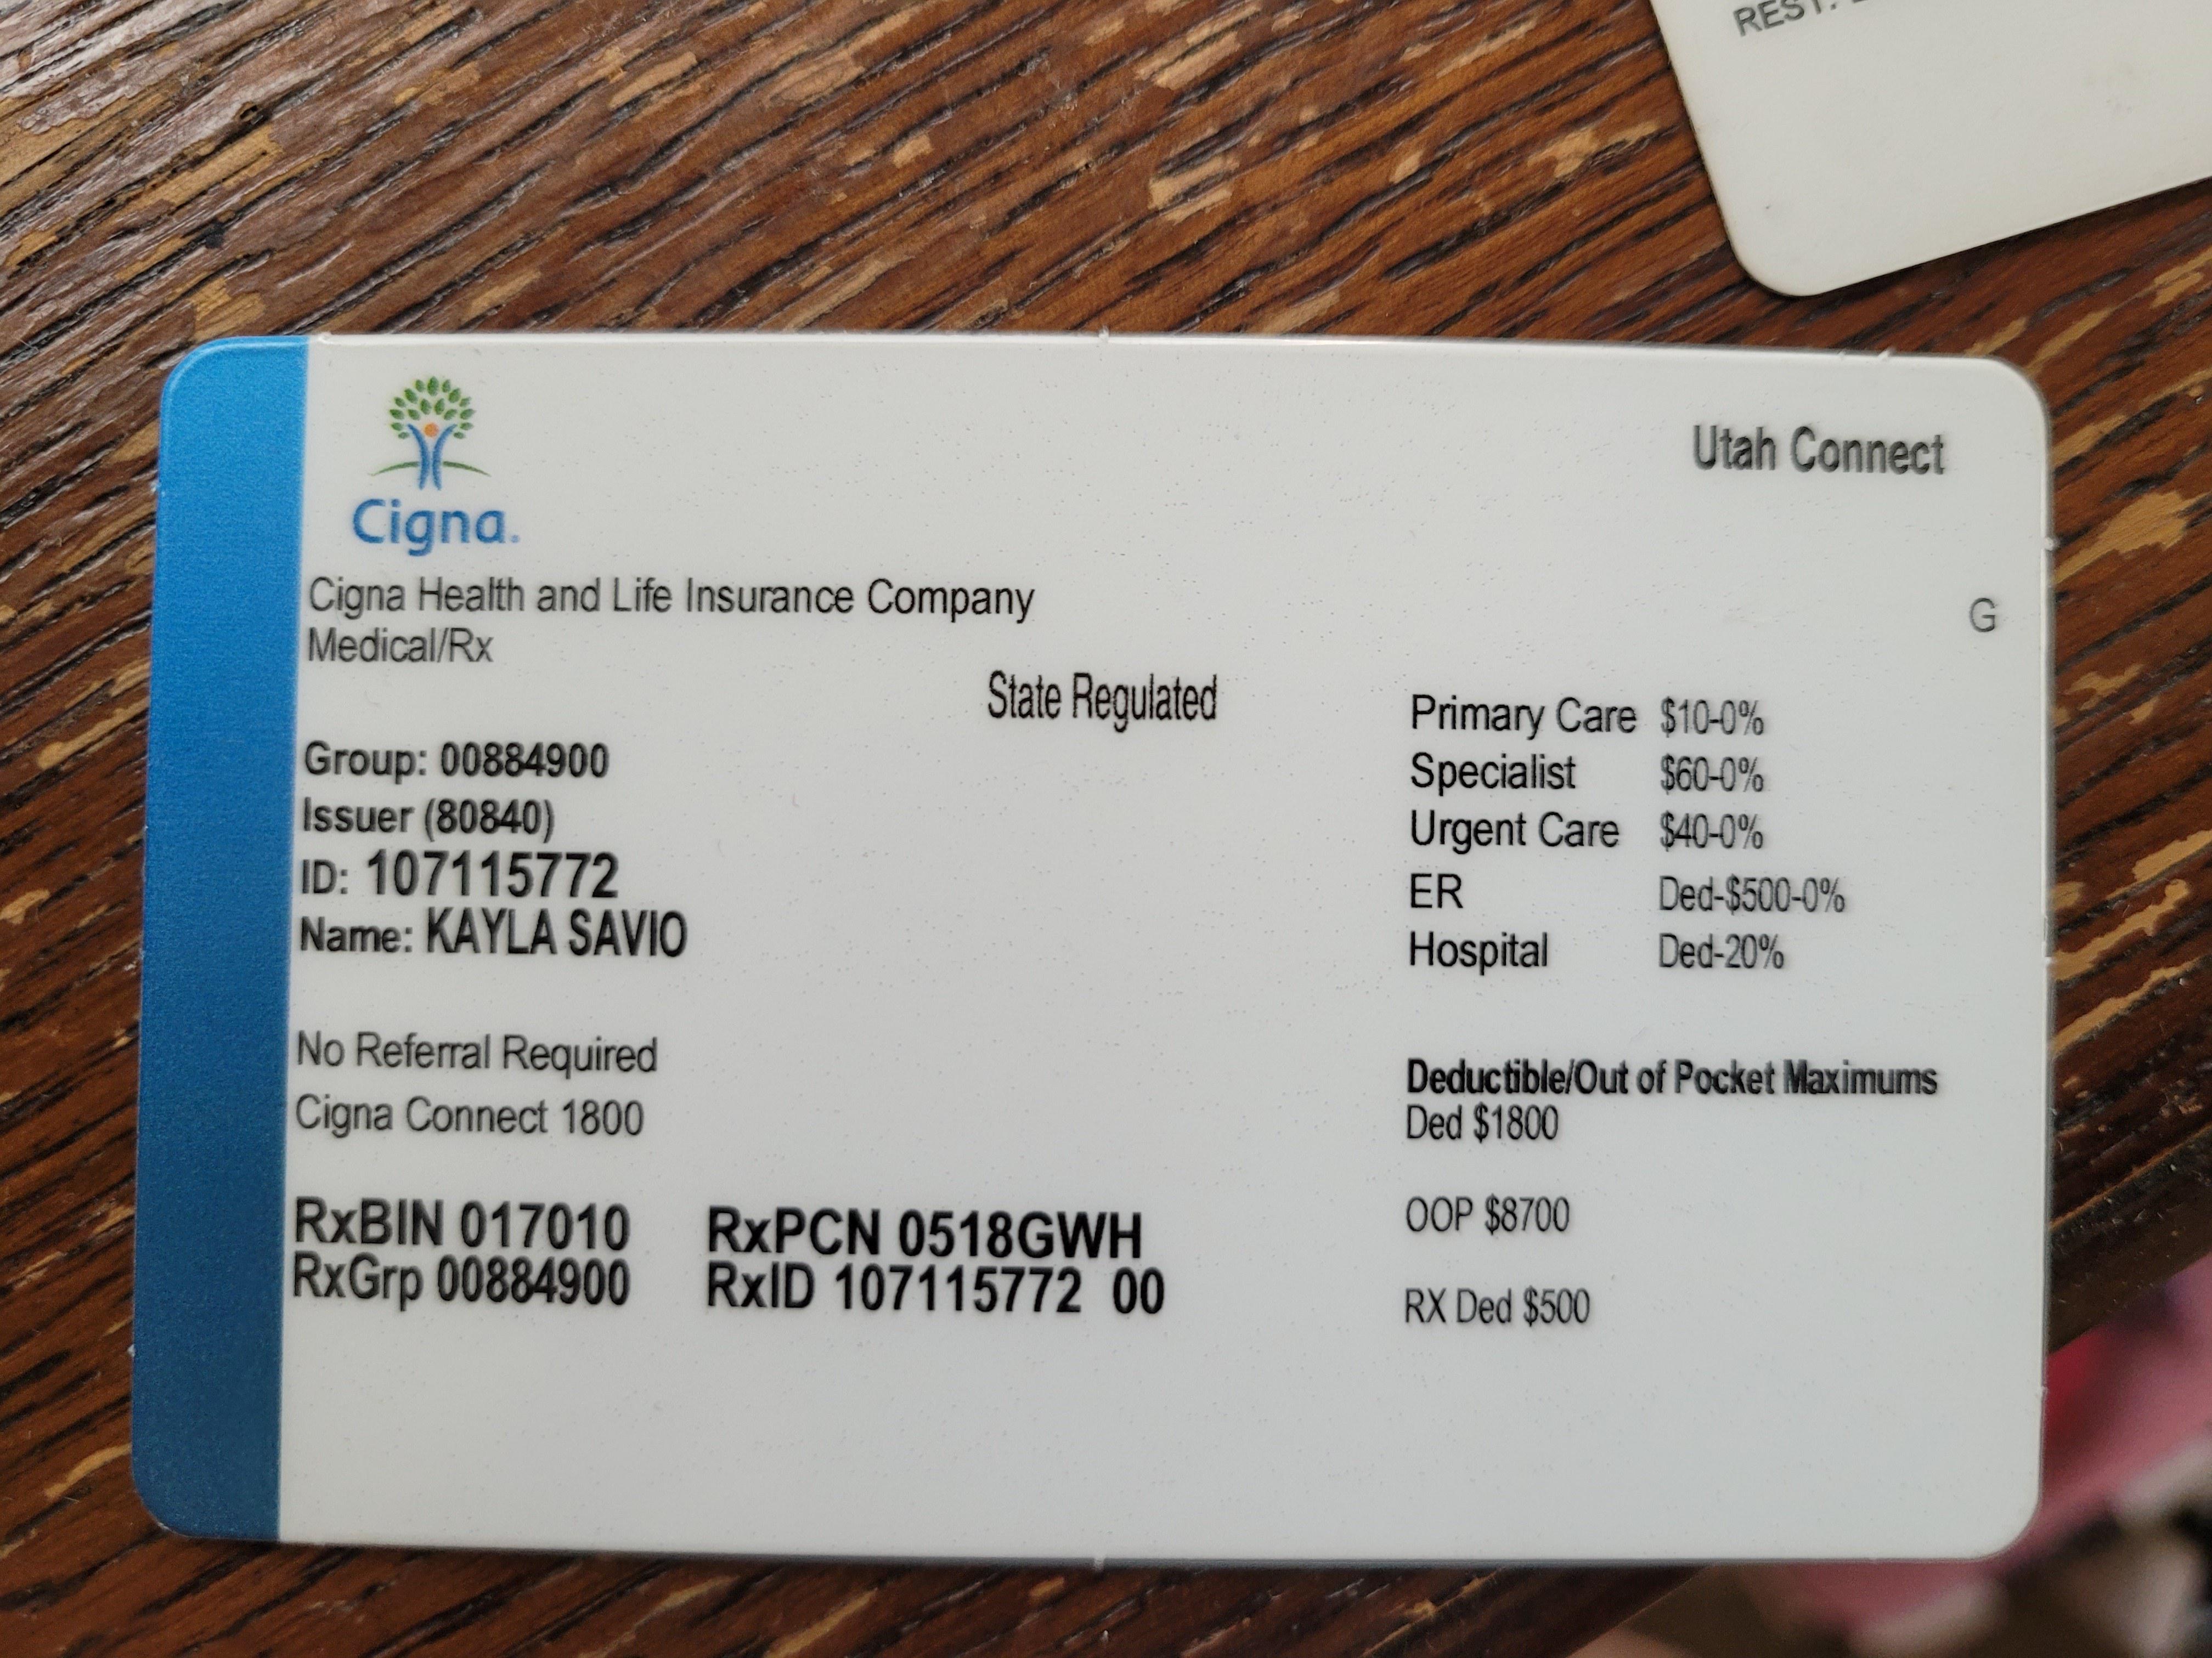 REST.
Cigna.
Utah Connect
Cigna Health and Life Insurance Company
G
Medical/Rx
State Regulated
Group: 00884900
Issuer (80840)
ID: 107115772
Name: KAYLA SAVIO
No Referral Required
Cigna Connect 1800
RxBIN 017010 RxPCN 0518GWH
RxGrp 00884900 RxID 107115772 00
Primary Care $10-0%
Specialist $60-0%
Urgent Care $40-0%
ER Ded-$500-0%
Hospital Ded-20%
Deductible/Out of Pocket Maximums
Ded $1800
OOP $8700
RX Ded $500